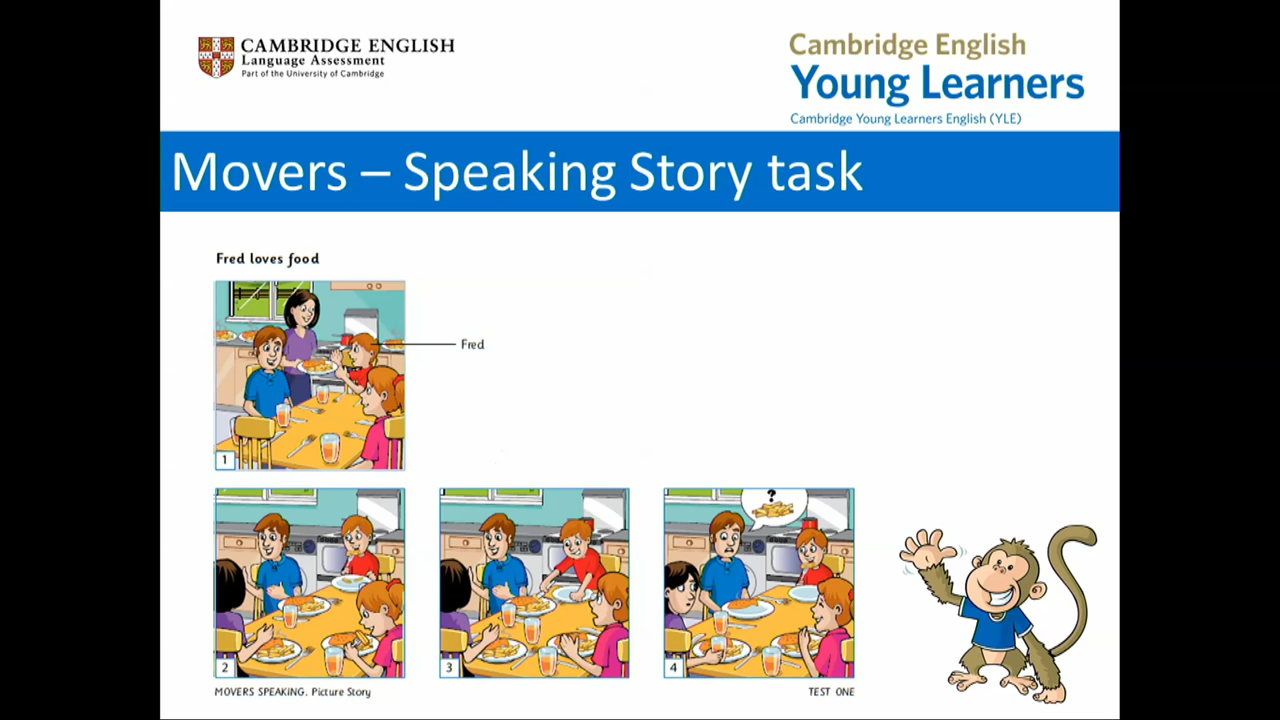 CAMBRIDGE ENGLISH
Language Assessment
Part of the University of Cambridge
Cambridge English
Young Learners
Cambridge Young Learners English (YLE)
Movers – Speaking Story task
Fred loves food
Fred
1
?
2
3
4
MOVERS SPEAKING. Picture Story
TEST ONE